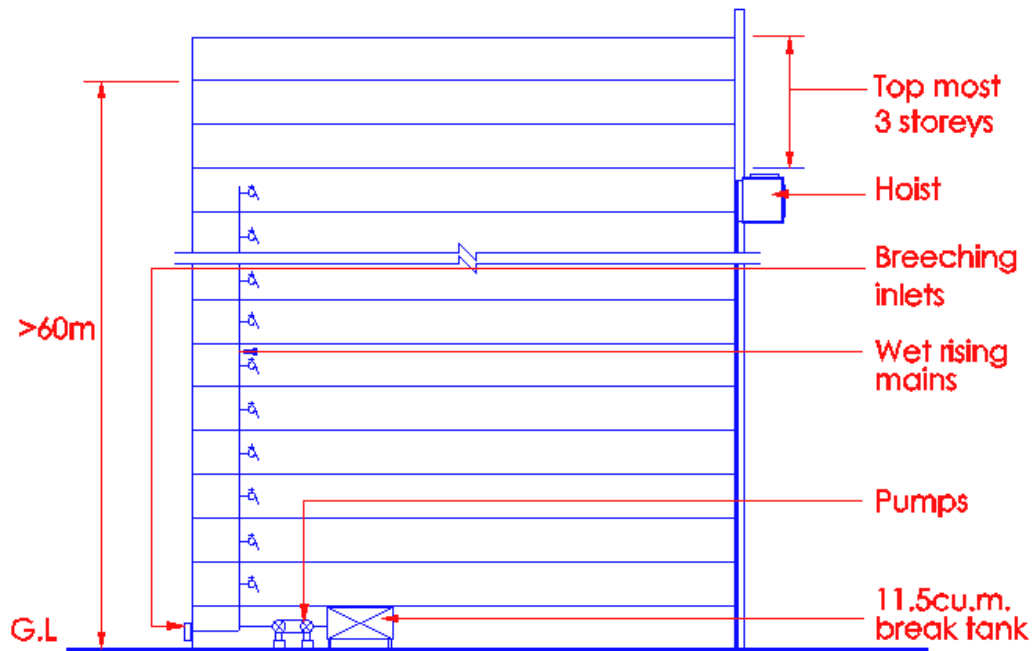 Top most
3 storeys
Hoist
Breeching
inlets
>60m
Wet rising
mains
Pumps
11.5cu.m.
break tank
G.L